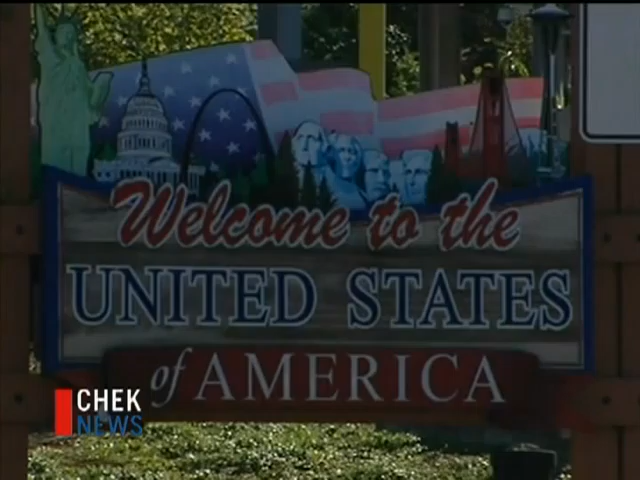 Welcome to the
UNITED STATES
of AMERICA
CHEK
NEWS